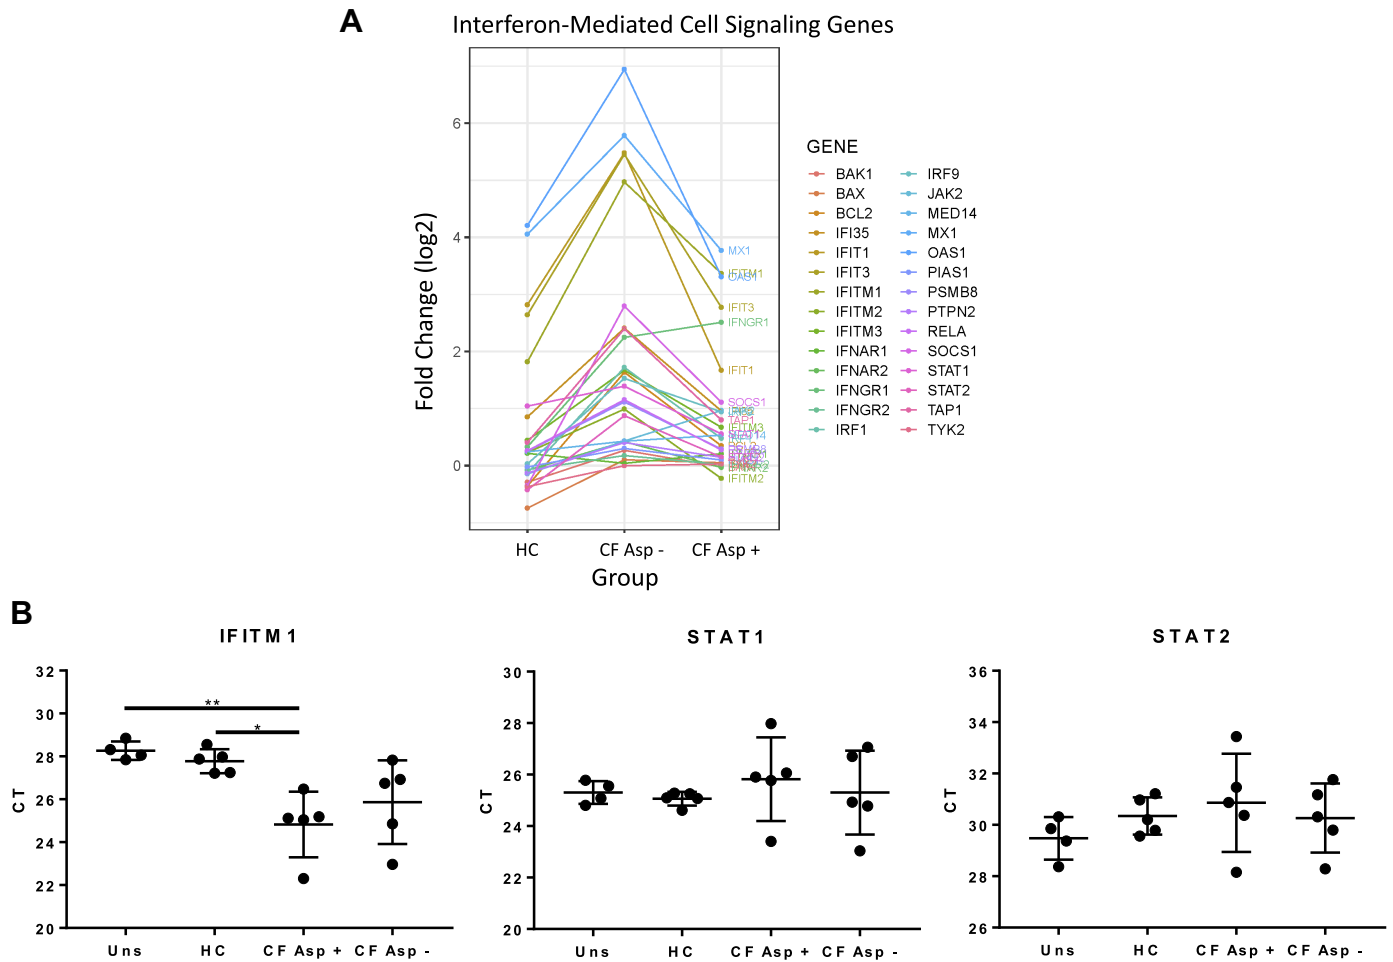 A
Interferon-Mediated Cell Signaling Genes
Fold Change (log2)
6
4
2
0
MX1
IFITM1
OAS1
IFIT3
IFNGR1
IFIT1
SOCS1
TAP1
IFITM3
IFITM2
HC
CF Asp -
CF Asp +
Group
GENE
BAK1
BAX
BCL2
IFI35
IFIT1
IFIT3
IFITM1
IFITM2
IFITM3
IFNAR1
IFNAR2
IFNGR1
IFNGR2
IRF1
IRF9
JAK2
MED14
MX1
OAS1
PIAS1
PSMB8
PTPN2
RELA
SOCS1
STAT1
STAT2
TAP1
TYK2
B
IFITM1
CT
32
30
28
26
24
22
20
**
*
Uns
HC
CF Asp +
CF Asp -
STAT1
CT
30
28
26
24
22
20
Uns
HC
CF Asp +
CF Asp -
STAT2
CT
36
34
32
30
28
26
Uns
HC
CF Asp +
CF Asp -